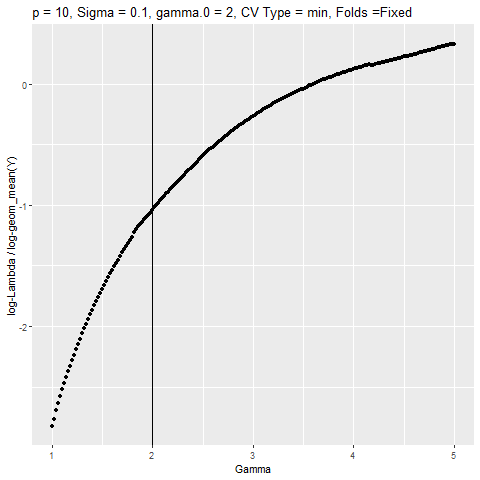 p = 10, Sigma = 0.1, gamma.0 = 2, CV Type = min, Folds =Fixed
log-Lambda / log-geom_mean(Y)
0
-1
-2
1
2
3
4
5
Gamma